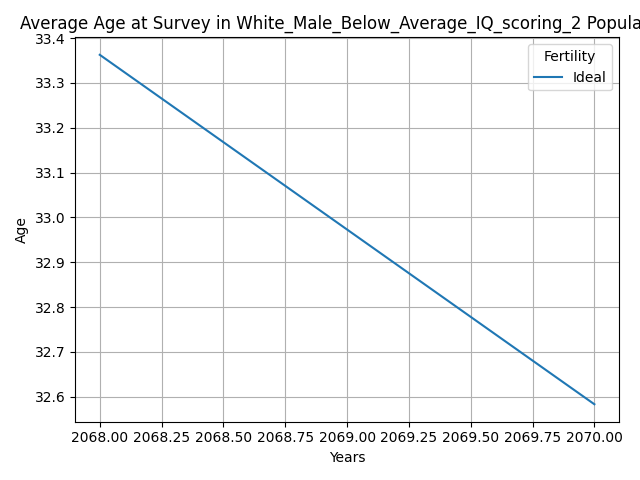 Average Age at Survey in White_Male_Below_Average_IQ_scoring_2 Popula
33.4
33.3
33.2
33.1
33.0
32.9
32.8
32.7
32.6
Age
Fertility
Ideal
2068.00 2068.25 2068.50 2068.75 2069.00 2069.25 2069.50 2069.75 2070.00
Years